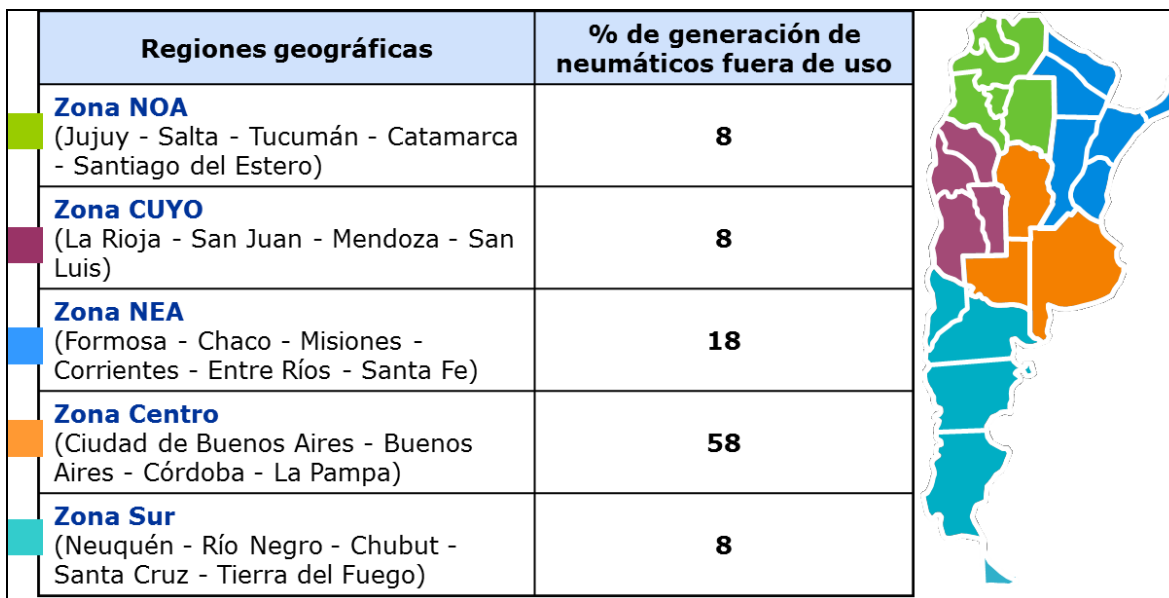 Regiones geográficas
% de generación de
neumáticos fuera de uso
Zona NOA
(Jujuy - Salta - Tucumán - Catamarca
- Santiago del Estero)
8
Zona CUYO
(La Rioja - San Juan - Mendoza - San
Luis)
8
Zona NEA
(Formosa - Chaco - Misiones -
Corrientes - Entre Ríos - Santa Fe)
18
Zona Centro
(Ciudad de Buenos Aires - Buenos
Aires - Córdoba - La Pampa)
58
Zona Sur
(Neuquén - Río Negro - Chubut -
Santa Cruz - Tierra del Fuego)
8